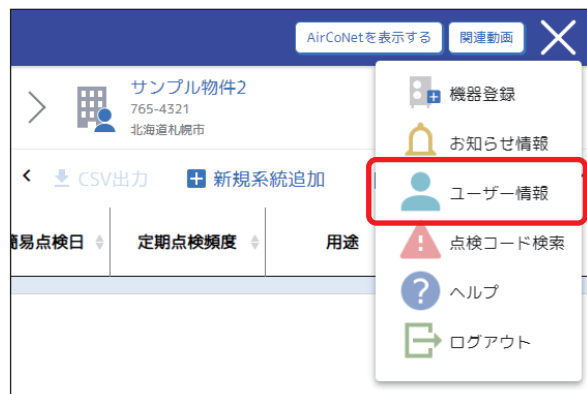 AirCoNetを表示する
関連動画
サンプル物件2
765-4321
北海道札幌市
CSV出力
新規系統追加
易点検日
定期点検頻度
用途
機器登録
お知らせ情報
ユーザー情報
点検コード検索
ヘルプ
ログアウト